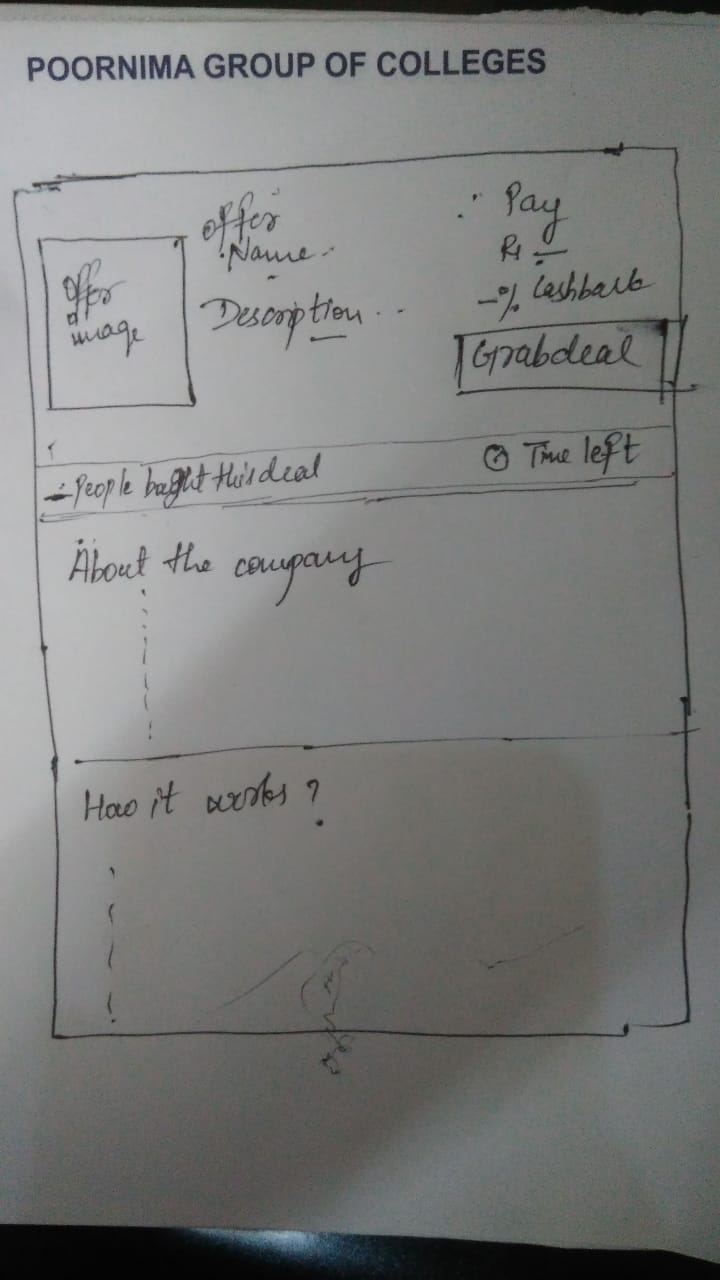 POORNIMA GROUP OF COLLEGES
Offer
Name
Description
Offer
image
Pay
Rs
-% Cashback
Grabdeal
People bought this deal
Time left
About the company
How it works?